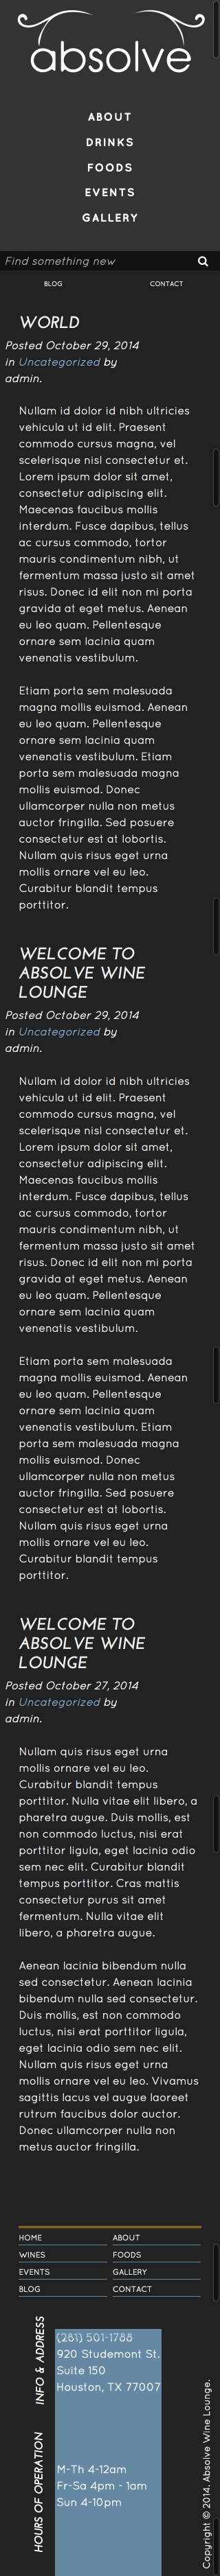 absolve
ABOUT
DRINKS
FOODS
EVENTS
GALLERY
Find something new
BLOG CONTACT
WORLD
Posted October 29, 2014
in Uncategorized by
admin.
Nullam id dolor id nibh ultricies
vehicula ut id elit. Praesent
commodo cursus magna, vel
scelerisque nisl consectetur et.
Lorem ipsum dolor sit amet,
consectetur adipiscing elit.
Maecenas faucibus mollis
interdum. Fusce dapibus, tellus
ac cursus commodo, tortor
mauris condimentum nibh, ut
fermentum massa justo sit amet
risus. Donec id elit non mi porta
gravida at eget metus. Aenean
eu leo quam. Pellentesque
ornare sem lacinia quam
venenatis vestibulum.
Etiam porta sem malesuada
magna mollis euismod. Aenean
eu leo quam. Pellentesque
ornare sem lacinia quam
venenatis vestibulum. Etiam
porta sem malesuada magna
mollis euismod. Donec
ullamcorper nulla non metus
auctor fringilla. Sed posuere
consectetur est at lobortis.
Nullam quis risus eget urna
mollis ornare vel eu leo.
Curabitur blandit tempus
porttitor.
WELCOME TO
ABSOLVE WINE
LOUNGE
Posted October 29, 2014
in Uncategorized by
admin.
Nullam id dolor id nibh ultricies
vehicula ut id elit. Praesent
commodo cursus magna, vel
scelerisque nisl consectetur et.
Lorem ipsum dolor sit amet,
consectetur adipiscing elit.
Maecenas faucibus mollis
interdum. Fusce dapibus, tellus
ac cursus commodo, tortor
mauris condimentum nibh, ut
fermentum massa justo sit amet
risus. Donec id elit non mi porta
gravida at eget metus. Aenean
eu leo quam. Pellentesque
ornare sem lacinia quam
venenatis vestibulum.
Etiam porta sem malesuada
magna mollis euismod. Aenean
eu leo quam. Pellentesque
ornare sem lacinia quam
venenatis vestibulum. Etiam
porta sem malesuada magna
mollis euismod. Donec
ullamcorper nulla non metus
auctor fringilla. Sed posuere
consectetur est at lobortis.
Nullam quis risus eget urna
mollis ornare vel eu leo.
Curabitur blandit tempus
porttitor.
WELCOME TO
ABSOLVE WINE
LOUNGE
Posted October 27, 2014
in Uncategorized by
admin.
Nullam quis risus eget urna
mollis ornare vel eu leo.
Curabitur blandit tempus
porttitor. Nulla vitae elit libero, a
pharetra augue. Duis mollis, est
non commodo luctus, nisi erat
porttitor ligula, eget lacinia odio
sem nec elit. Curabitur blandit
tempus porttitor. Cras mattis
consectetur purus sit amet
fermentum. Nulla vitae elit
libero, a pharetra augue.
Aenean lacinia bibendum nulla
sed consectetur. Aenean lacinia
bibendum nulla sed consectetur.
Duis mollis, est non commodo
luctus, nisi erat porttitor ligula,
eget lacinia odio sem nec elit.
Nullam quis risus eget urna
mollis ornare vel eu leo. Vivamus
sagittis lacus vel augue laoreet
rutrum faucibus dolor auctor.
Donec ullamcorper nulla non
metus auctor fringilla.
HOME ABOUT
WINES FOODS
EVENTS GALLERY
BLOG CONTACT
INFO & ADDRESS
(281) 501-1788
920 Studemont St.
Suite 150
Houston, TX 77007
HOURS OF OPERATION
M-Th 4-12am
Fr-Sa 4pm - 1am
Sun 4-10pm
Copyright © 2014. Absolve Wine Lounge.